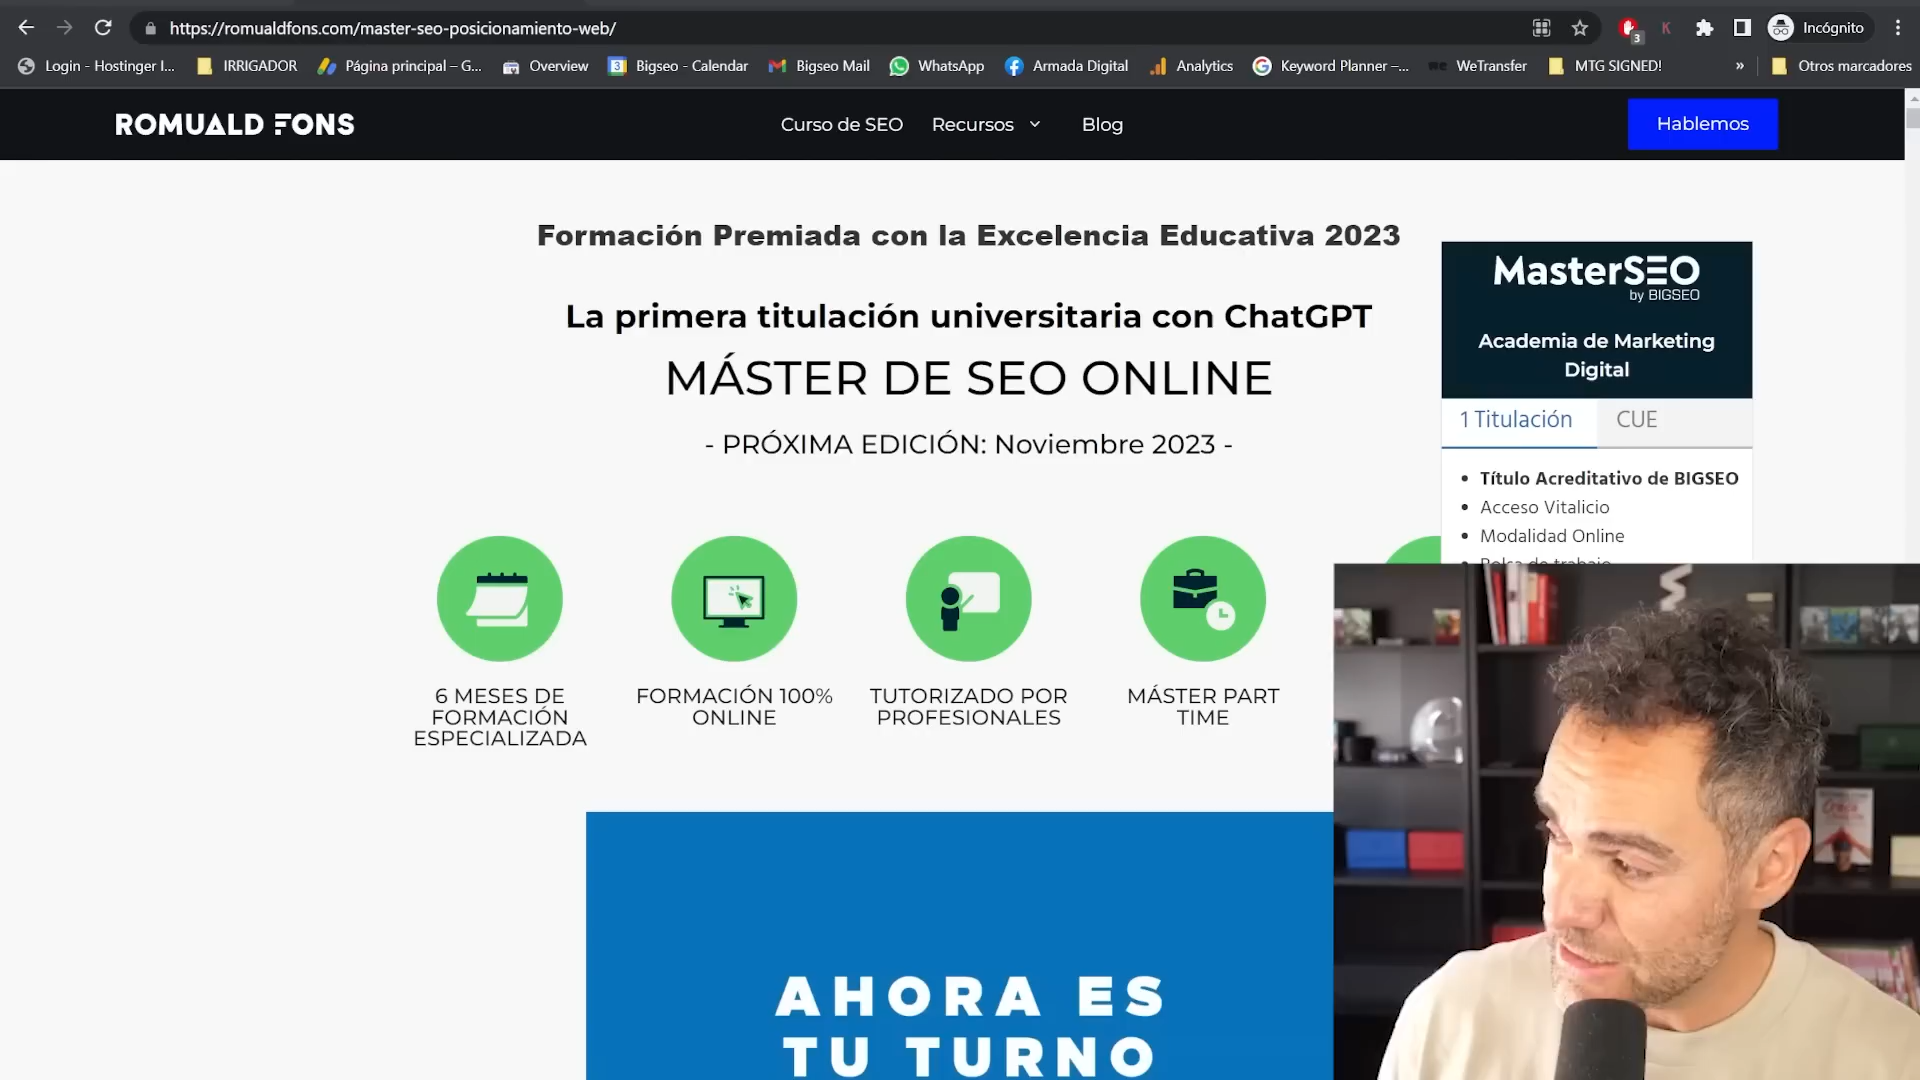 https://romualdfons.com/master-seo-posicionamiento-web/
3
Incógnito
Login - Hostinger I...
IRRIGADOR
Página principal – G...
Overview
Bigseo - Calendar
Bigseo Mail
WhatsApp
Armada Digital
Analytics
Keyword Planner –...
WeTransfer
MTG SIGNED!
»
Otros marcadores
ROMUALD FONS
Curso de SEO
Recursos
Blog
Hablemos
Formación Premiada con la Excelencia Educativa 2023
La primera titulación universitaria con ChatGPT
MÁSTER DE SEO ONLINE
- PRÓXIMA EDICIÓN: Noviembre 2023 -
MasterSEO
by BIGSEO
Academia de Marketing
Digital
1 Titulación
CUE
Título Acreditativo de BIGSEO
Acceso Vitalicio
Modalidad Online
Bolsa de trabajo
6 MESES DE
FORMACIÓN
ESPECIALIZADA
FORMACIÓN 100%
ONLINE
TUTORIZADO POR
PROFESIONALES
MÁSTER PART
TIME
AHORA ES
TU TURNO